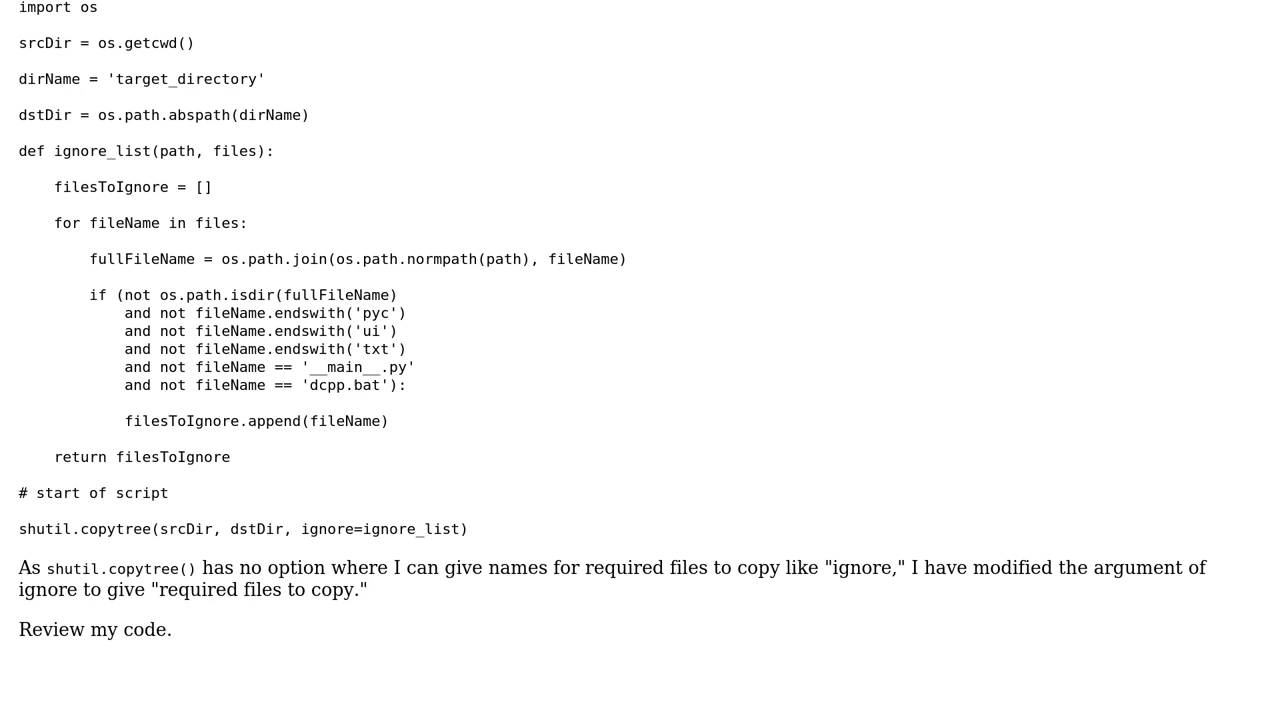 import os
srcDir = os.getcwd()
dirName = 'target_directory'
dstDir = os.path.abspath(dirName)
def ignore_list(path, files):
    filesToIgnore = []
    for fileName in files:
        fullFileName = os.path.join(os.path.normpath(path), fileName)
        if (not os.path.isdir(fullFileName)
            and not fileName.endswith('pyc')
            and not fileName.endswith('ui')
            and not fileName.endswith('txt')
            and not fileName == '__main__.py'
            and not fileName == 'dcpp.bat'):
            filesToIgnore.append(fileName)
    return filesToIgnore
# start of script
shutil.copytree(srcDir, dstDir, ignore=ignore_list)
As shutil.copytree() has no option where I can give names for required files to copy like "ignore," I have modified the argument of
ignore to give "required files to copy."
Review my code.